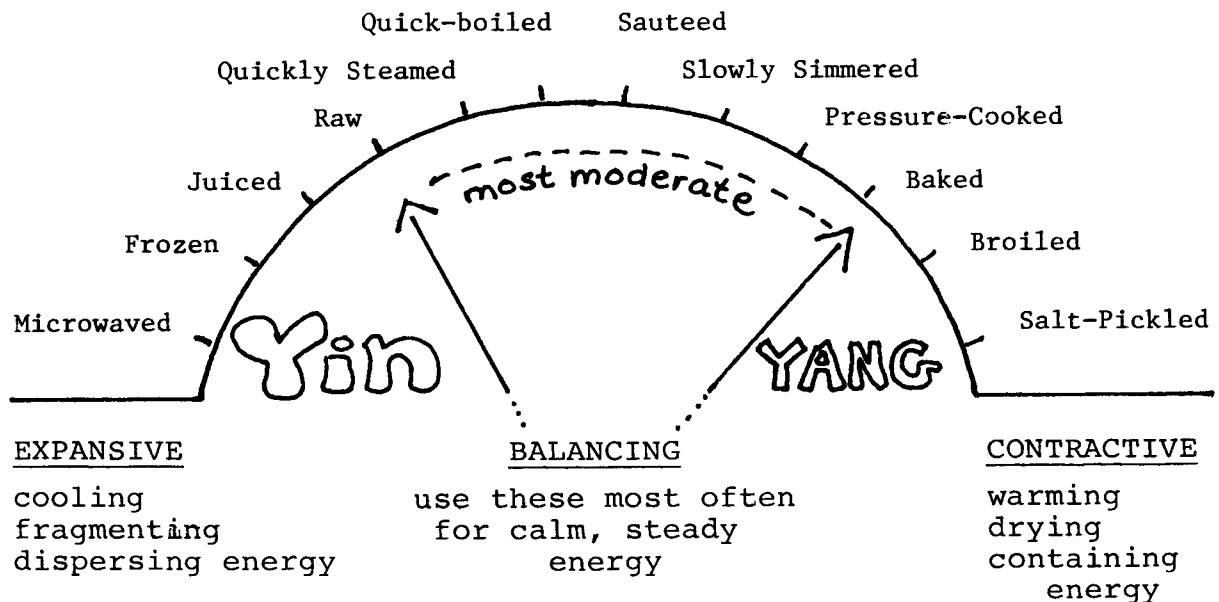 Quick-boiled
Sauteed
Quickly Steamed
Slowly Simmered
Raw
Pressure-Cooked
Juiced
Baked
most moderate
Frozen
Broiled
Microwaved
Salt-Pickled
Yin
YANG
EXPANSIVE
cooling
fragmenting
dispersing energy
BALANCING
use these most often
for calm, steady
energy
CONTRACTIVE
warming
drying
containing
energy